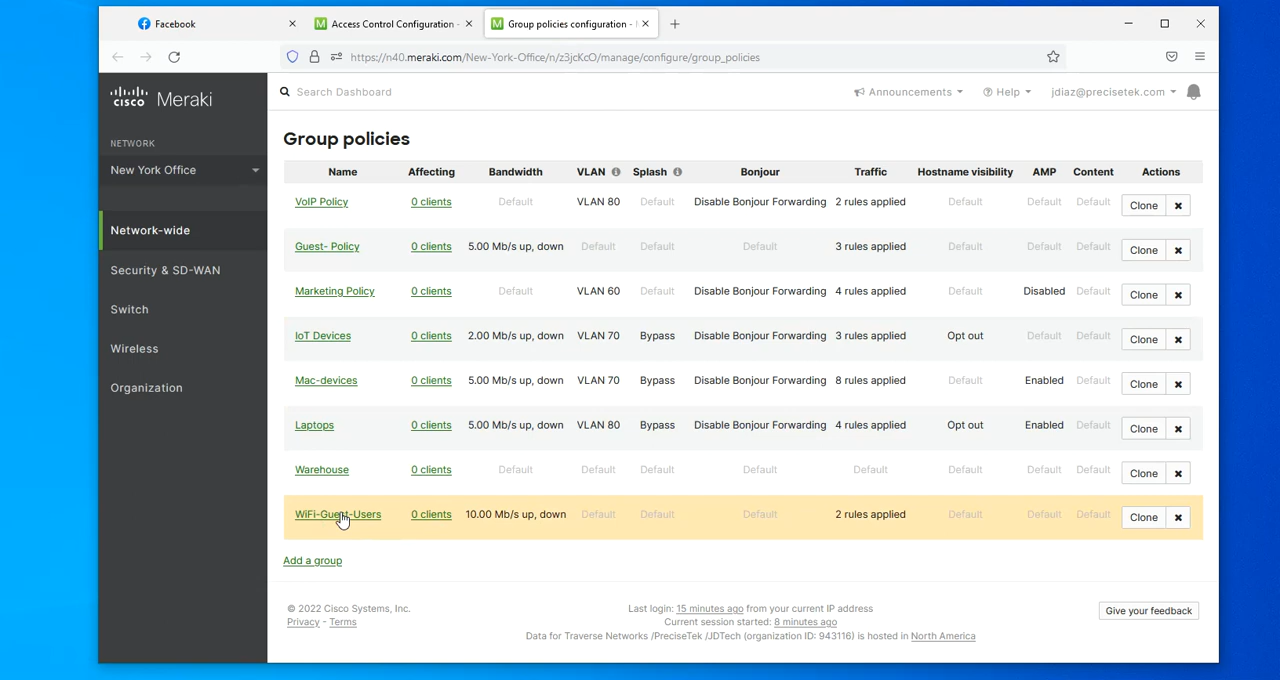 Facebook
Access Control Configuration -
Group policies configuration -
https://n40.meraki.com/New-York-Office/n/z3jcKcO/manage/configure/group_policies
cisco Meraki
Search Dashboard
Announcements
Help
jdiaz@precisetek.com
NETWORK
New York Office
Network-wide
Security & SD-WAN
Switch
Wireless
Organization
Group policies
Name Affecting Bandwidth VLAN Splash Bonjour Traffic Hostname visibility AMP Content Actions
VoIP Policy 0 clients Default VLAN 80 Default Disable Bonjour Forwarding 2 rules applied Default Default Default Clone
Guest- Policy 0 clients 5.00 Mb/s up, down Default Default Default 3 rules applied Default Default Default Clone
Marketing Policy 0 clients Default VLAN 60 Default Disable Bonjour Forwarding 4 rules applied Default Disabled Default Clone
IoT Devices 0 clients 2.00 Mb/s up, down VLAN 70 Bypass Disable Bonjour Forwarding 3 rules applied Opt out Default Default Clone
Mac-devices 0 clients 5.00 Mb/s up, down VLAN 70 Bypass Disable Bonjour Forwarding 8 rules applied Default Enabled Default Clone
Laptops 0 clients 5.00 Mb/s up, down VLAN 80 Bypass Disable Bonjour Forwarding 4 rules applied Opt out Enabled Default Clone
Warehouse 0 clients Default Default Default Default Default Default Default Default Clone
WiFi-Guest-Users 0 clients 10.00 Mb/s up, down Default Default Default 2 rules applied Default Default Default Clone
Add a group
© 2022 Cisco Systems, Inc.
Privacy - Terms
Last login: 15 minutes ago from your current IP address
Current session started: 8 minutes ago
Data for Traverse Networks /PreciseTek /JDTech (organization ID: 943116) is hosted in North America
Give your feedback